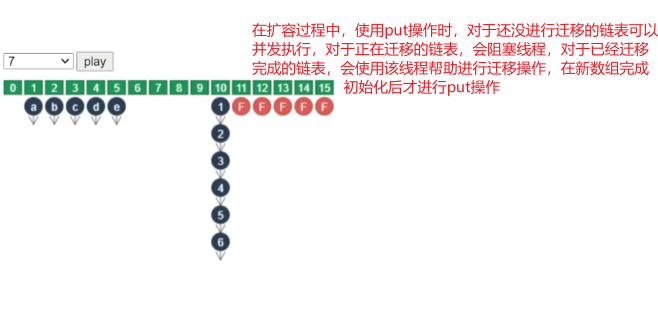 在扩容过程中，使用put操作时，对于还没进行迁移的链表可以
并发执行，对于正在迁移的链表，会阻塞线程，对于已经迁移
完成的链表，会使用该线程帮助进行迁移操作，在新数组完成
初始化后才进行put操作
7 play
0 1 2 3 4 5 6 7 8 9 10 11 12 13 14 15
a b c d e 1 F F F F F
2
3
4
5
6